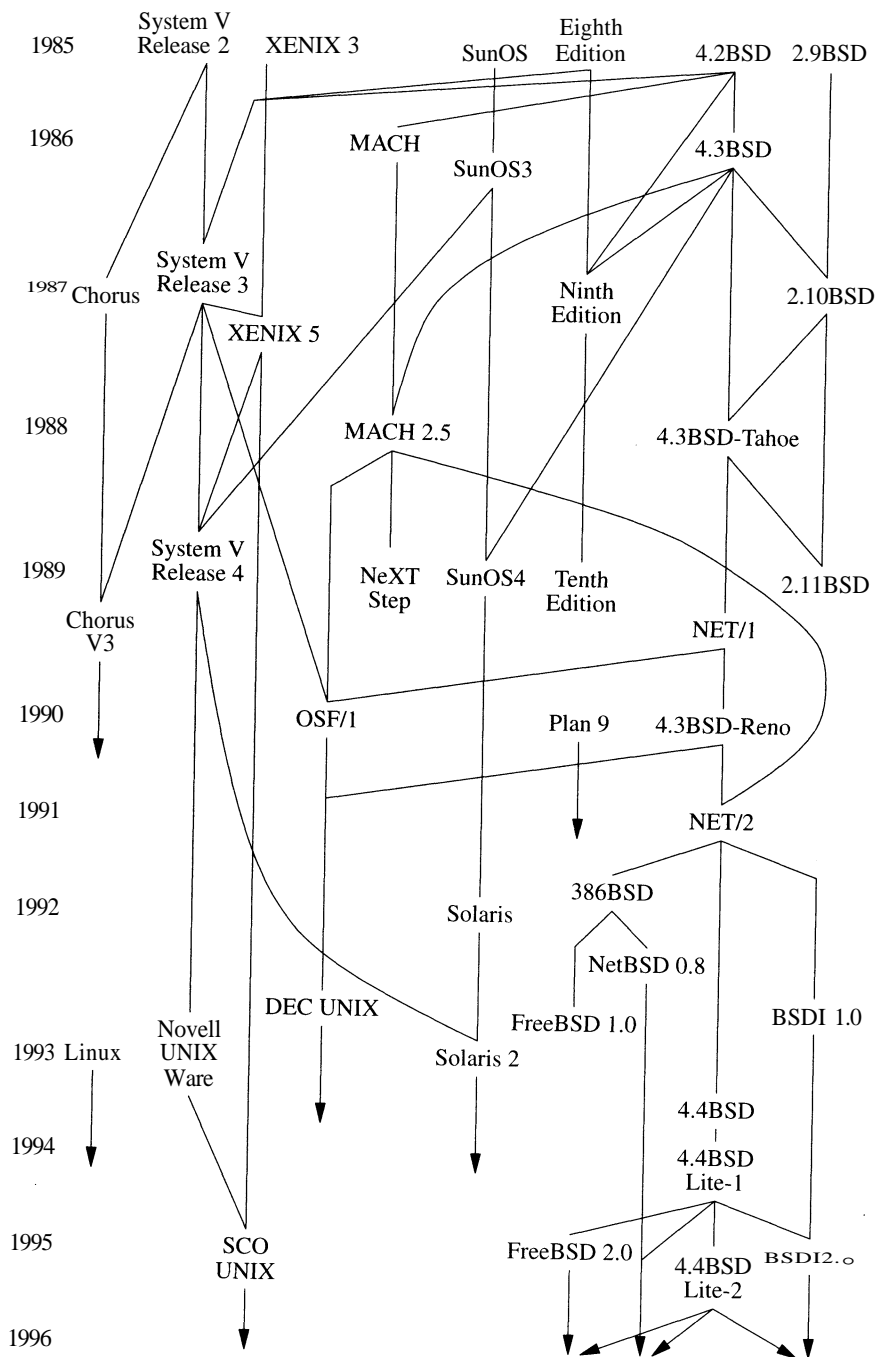 1985
System V
Release 2
XENIX 3
SunOS
Eighth
Edition
4.2BSD
2.9BSD
1986
MACH
SunOS3
4.3BSD
1987
Chorus
System V
Release 3
XENIX 5
Ninth
Edition
2.10BSD
1988
MACH 2.5
4.3BSD-Tahoe
1989
System V
Release 4
NeXT
Step
SunOS4
Tenth
Edition
2.11BSD
Chorus
V3
NET/1
1990
OSF/1
Plan 9
4.3BSD-Reno
1991
NET/2
1992
386BSD
Solaris
NetBSD 0.8
DEC UNIX
FreeBSD 1.0
BSDI 1.0
1993
Linux
Novell
UNIX
Ware
Solaris 2
4.4BSD
1994
4.4BSD
Lite-1
1995
SCO
UNIX
FreeBSD 2.0
4.4BSD
Lite-2
BSDI2.0
1996